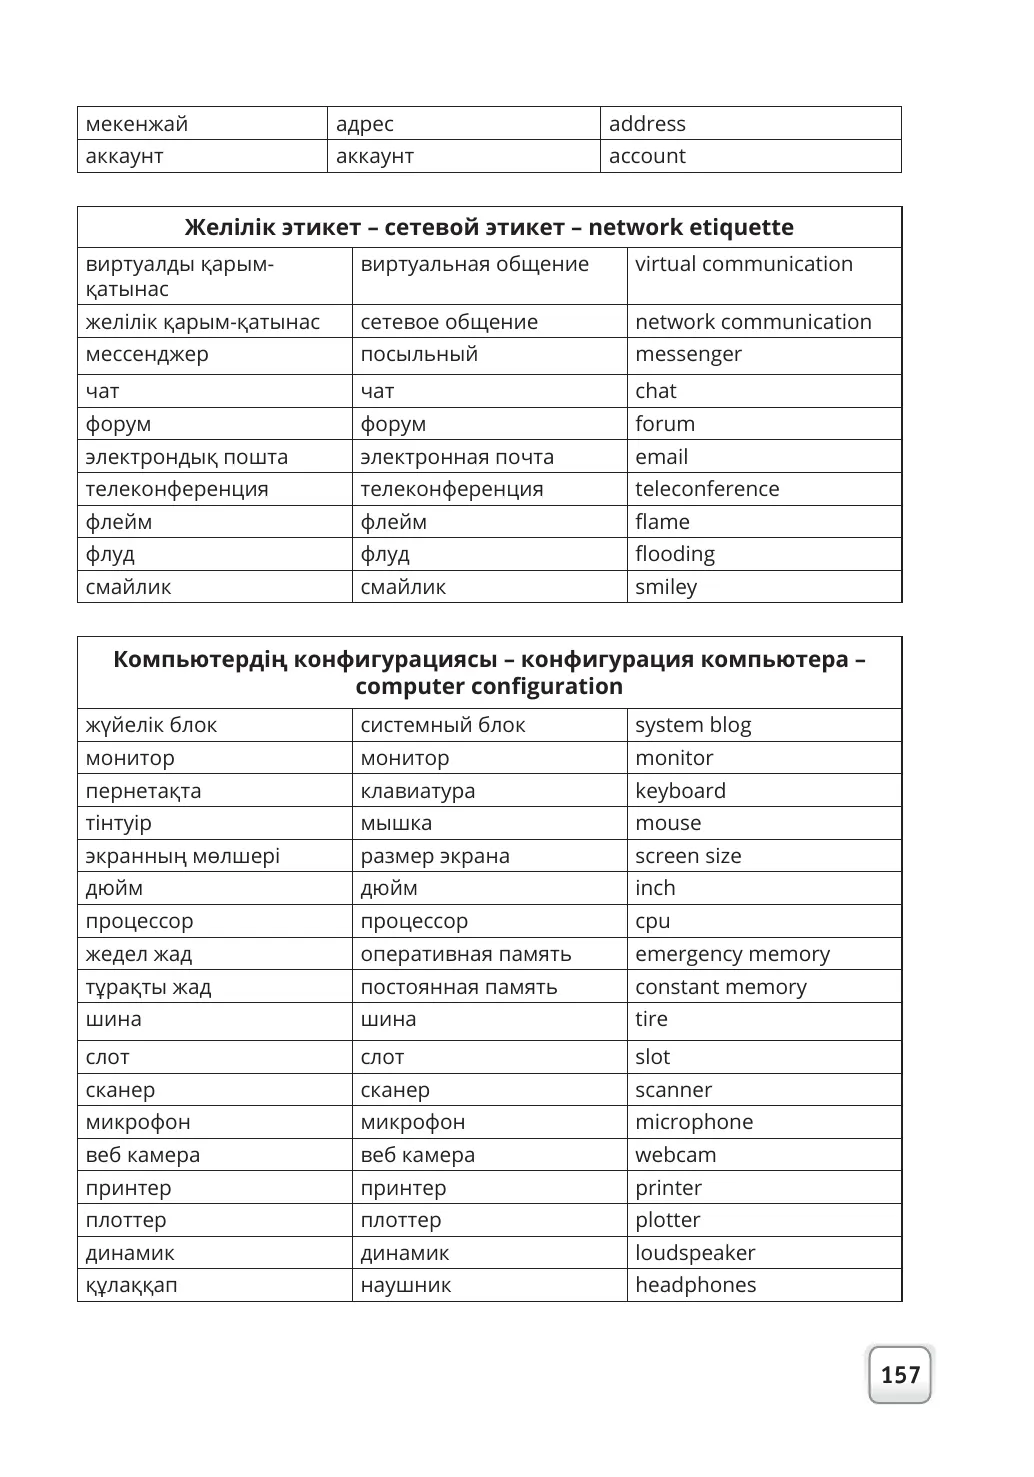 мекенжай адрес address
аккаунт аккаунт account
Желілік этикет – сетевой этикет – network etiquette
виртуалды қарым- виртуальная общение virtual communication
қатынас
желілік қарым-қатынас сетевое общение network communication
мессенджер посыльный messenger
чат чат chat
форум форум forum
электрондық пошта электронная почта email
телеконференция телеконференция teleconference
флейм флейм flame
флуд флуд flooding
смайлик смайлик smiley
Компьютердің конфигурациясы – конфигурация компьютера –
computer configuration
жүйелік блок системный блок system blog
монитор монитор monitor
пернетақта клавиатура keyboard
тінтуір мышка mouse
экранның мөлшері размер экрана screen size
дюйм дюйм inch
процессор процессор cpu
жедел жад оперативная память emergency memory
тұрақты жад постоянная память constant memory
шина шина tire
слот слот slot
сканер сканер scanner
микрофон микрофон microphone
веб камера веб камера webcam
принтер принтер printer
плоттер плоттер plotter
динамик динамик loudspeaker
құлаққап наушник headphones
157